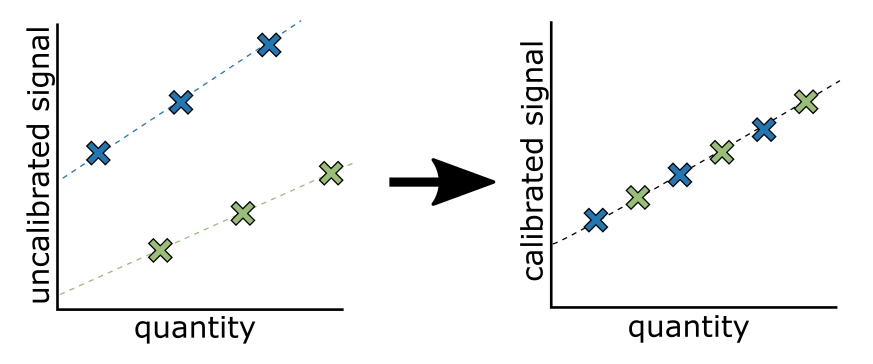 uncalibrated signal
quantity
calibrated signal
quantity